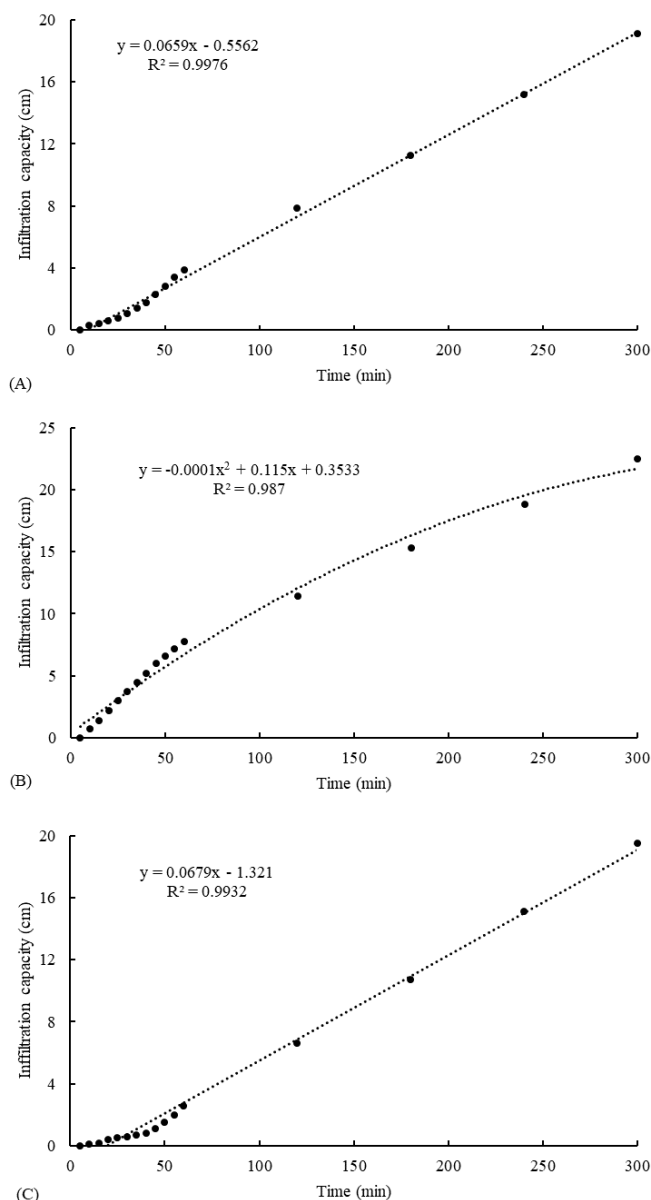 20
y = 0.0659x - 0.5562
R² = 0.9976
16
12
8
4
0
Infiltration capacity (cm)
0 50 100 150 200 250 300
Time (min)
(A)
25
y = -0.0001x² + 0.115x + 0.3533
R² = 0.987
20
15
10
5
0
Infiltration capacity (cm)
0 50 100 150 200 250 300
Time (min)
(B)
20
y = 0.0679x - 1.321
R² = 0.9932
16
12
8
4
0
Inffiltration capacity (cm)
0 50 100 150 200 250 300
Time (min)
(C)